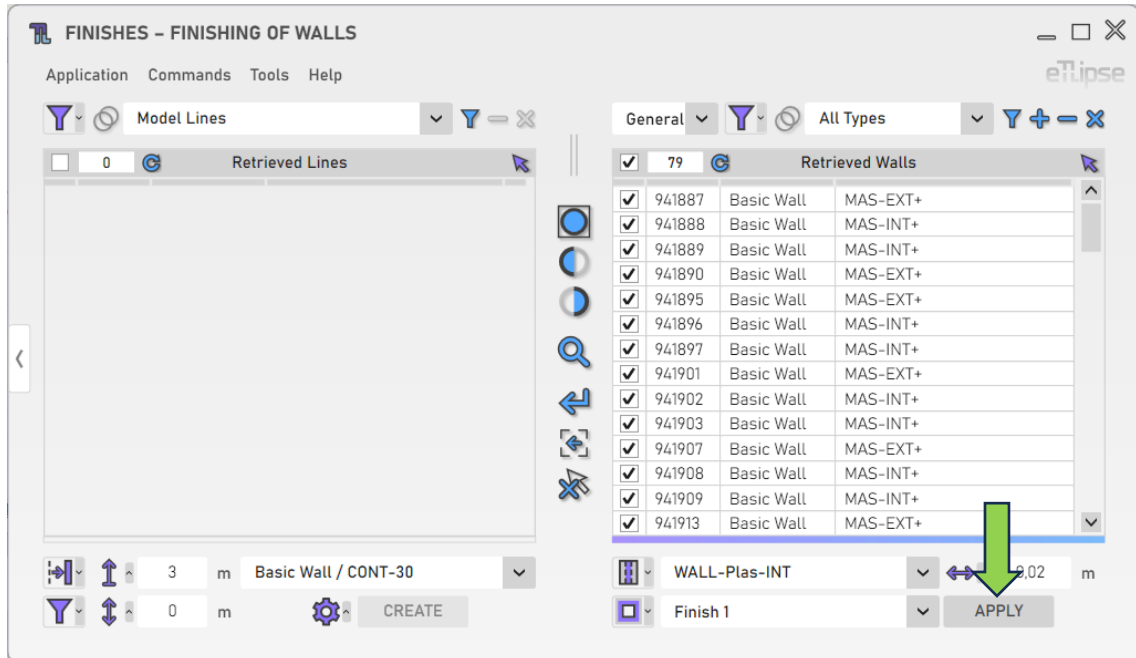 FINISHES – FINISHING OF WALLS
Application Commands Tools Help
eTLipse
Model Lines
General All Types
0 Retrieved Lines
79 Retrieved Walls
941887 Basic Wall MAS-EXT+
941888 Basic Wall MAS-INT+
941889 Basic Wall MAS-INT+
941890 Basic Wall MAS-EXT+
941895 Basic Wall MAS-EXT+
941896 Basic Wall MAS-INT+
941897 Basic Wall MAS-INT+
941901 Basic Wall MAS-EXT+
941902 Basic Wall MAS-INT+
941903 Basic Wall MAS-INT+
941907 Basic Wall MAS-EXT+
941908 Basic Wall MAS-INT+
941909 Basic Wall MAS-INT+
941913 Basic Wall MAS-EXT+
3 m Basic Wall / CONT-30
0 m CREATE
WALL-Plas-INT 0,02 m
Finish 1 APPLY